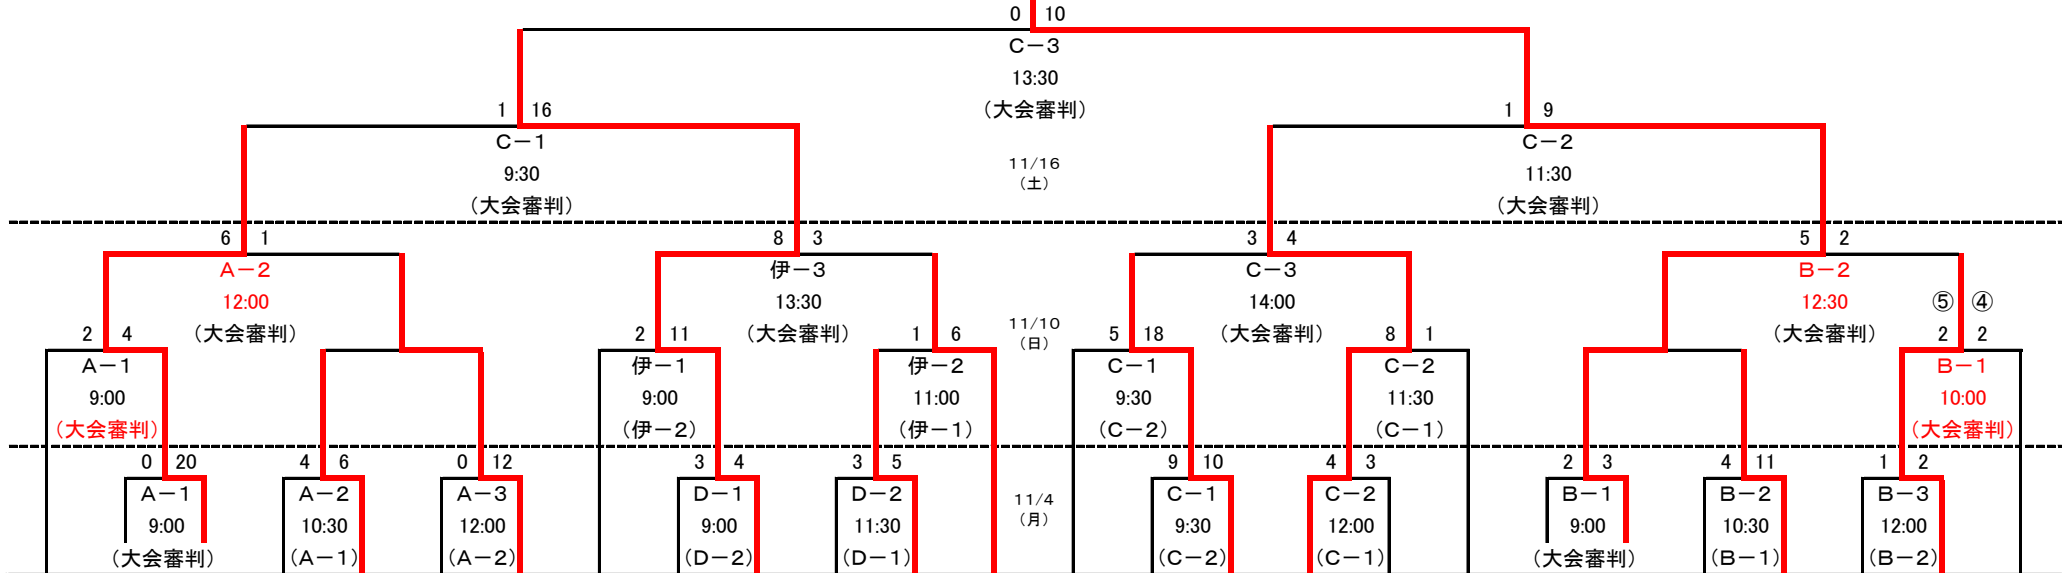 0 10
C－3
13:30
（大会審判）
1 16
C－1
9:30
（大会審判）
1 9
C－2
11:30
（大会審判）
11/16
（土）
6 1
A－2
12:00
（大会審判）
8 3
伊－3
13:30
（大会審判）
3 4
C－3
14:00
（大会審判）
5 2
B－2
12:30
（大会審判）
11/10
（日）
2 4
A－1
9:00
（大会審判）
2 11
伊－1
9:00
（伊－2）
1 6
伊－2
11:00
（伊－1）
5 18
C－1
9:30
（C－2）
8 1
C－2
11:30
（C－1）
⑤ ④
2 2
B－1
10:00
（大会審判）
0 20
A－1
9:00
（大会審判）
4 6
A－2
10:30
（A－1）
0 12
A－3
12:00
（A－2）
3 4
D－1
9:00
（D－2）
3 5
D－2
11:30
（D－1）
11/4
（月）
9 10
C－1
9:30
（C－2）
4 3
C－2
12:00
（C－1）
2 3
B－1
9:00
（大会審判）
4 11
B－2
10:30
（B－1）
1 2
B－3
12:00
（B－2）